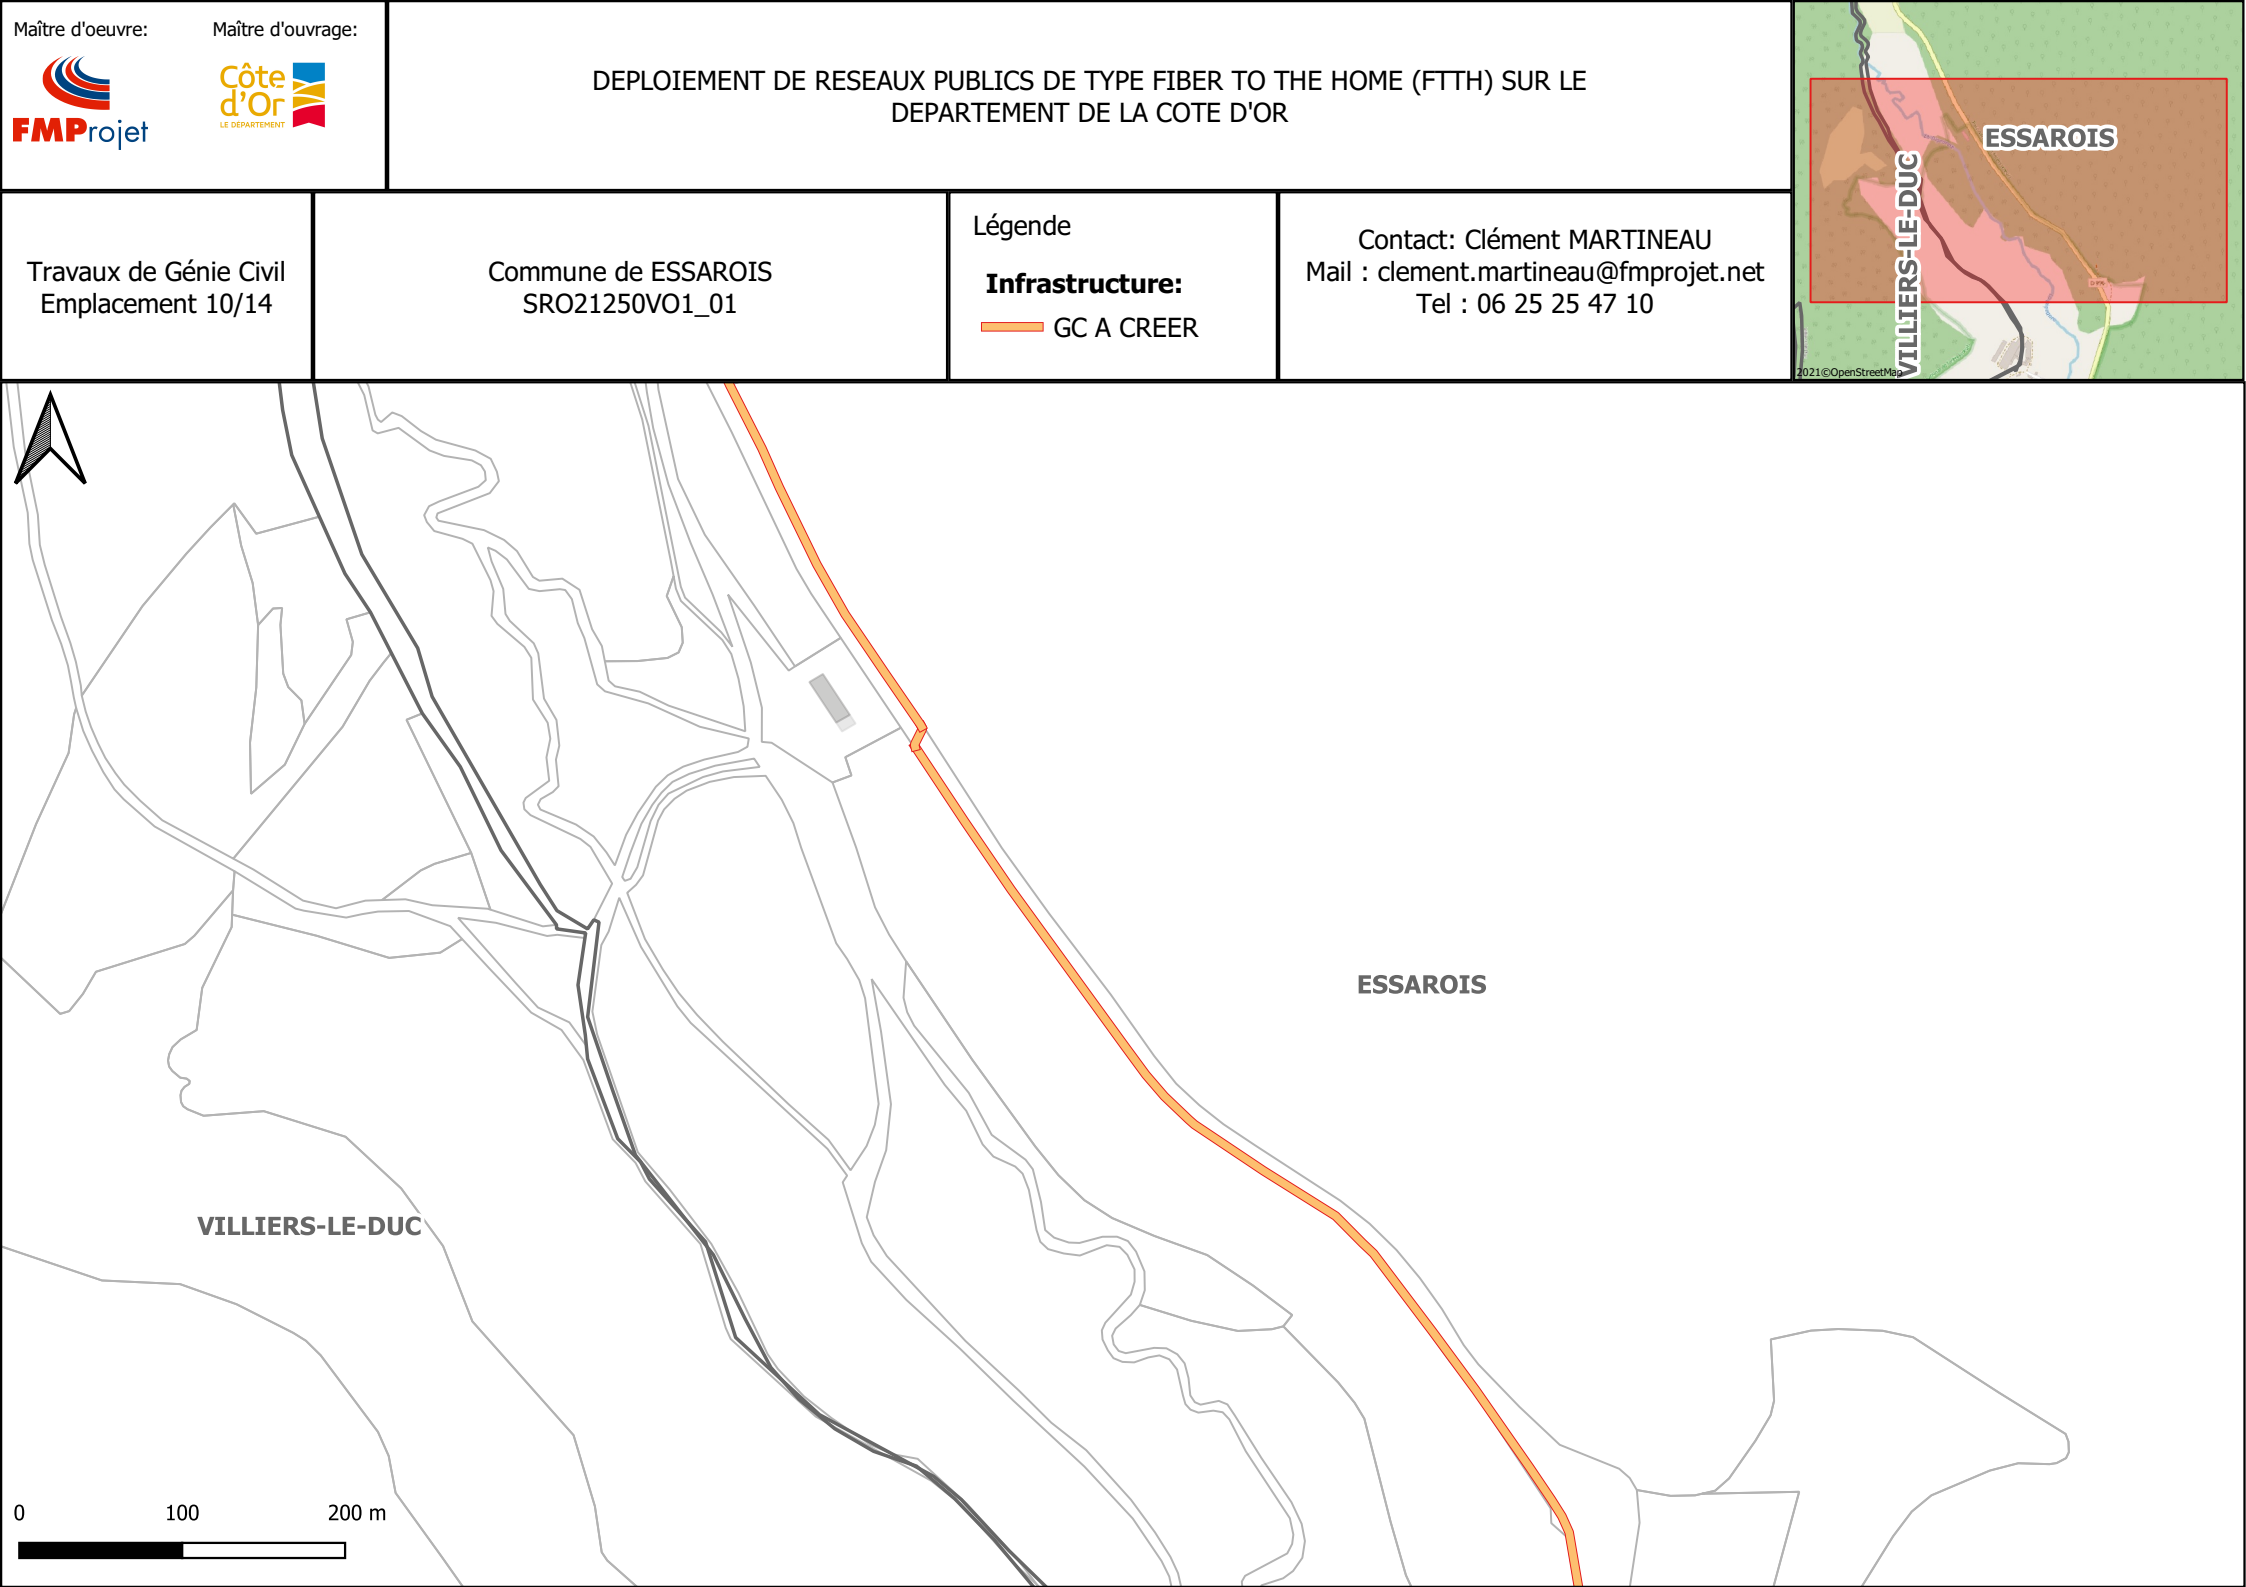 Maître d'oeuvre:
Maître d'ouvrage:
FMProjet
Côte
d'Or
LE DÉPARTEMENT
DEPLOIEMENT DE RESEAUX PUBLICS DE TYPE FIBER TO THE HOME (FTTH) SUR LE
DEPARTEMENT DE LA COTE D'OR
Travaux de Génie Civil
Emplacement 10/14
Commune de ESSAROIS
SRO21250VO1_01
Légende
Infrastructure:
GC A CREER
Contact: Clément MARTINEAU
Mail : clement.martineau@fmprojet.net
Tel : 06 25 25 47 10
ESSAROIS
VILLIERS-LE-DUC
2021©OpenStreetMap
ESSAROIS
VILLIERS-LE-DUC
0 100 200 m